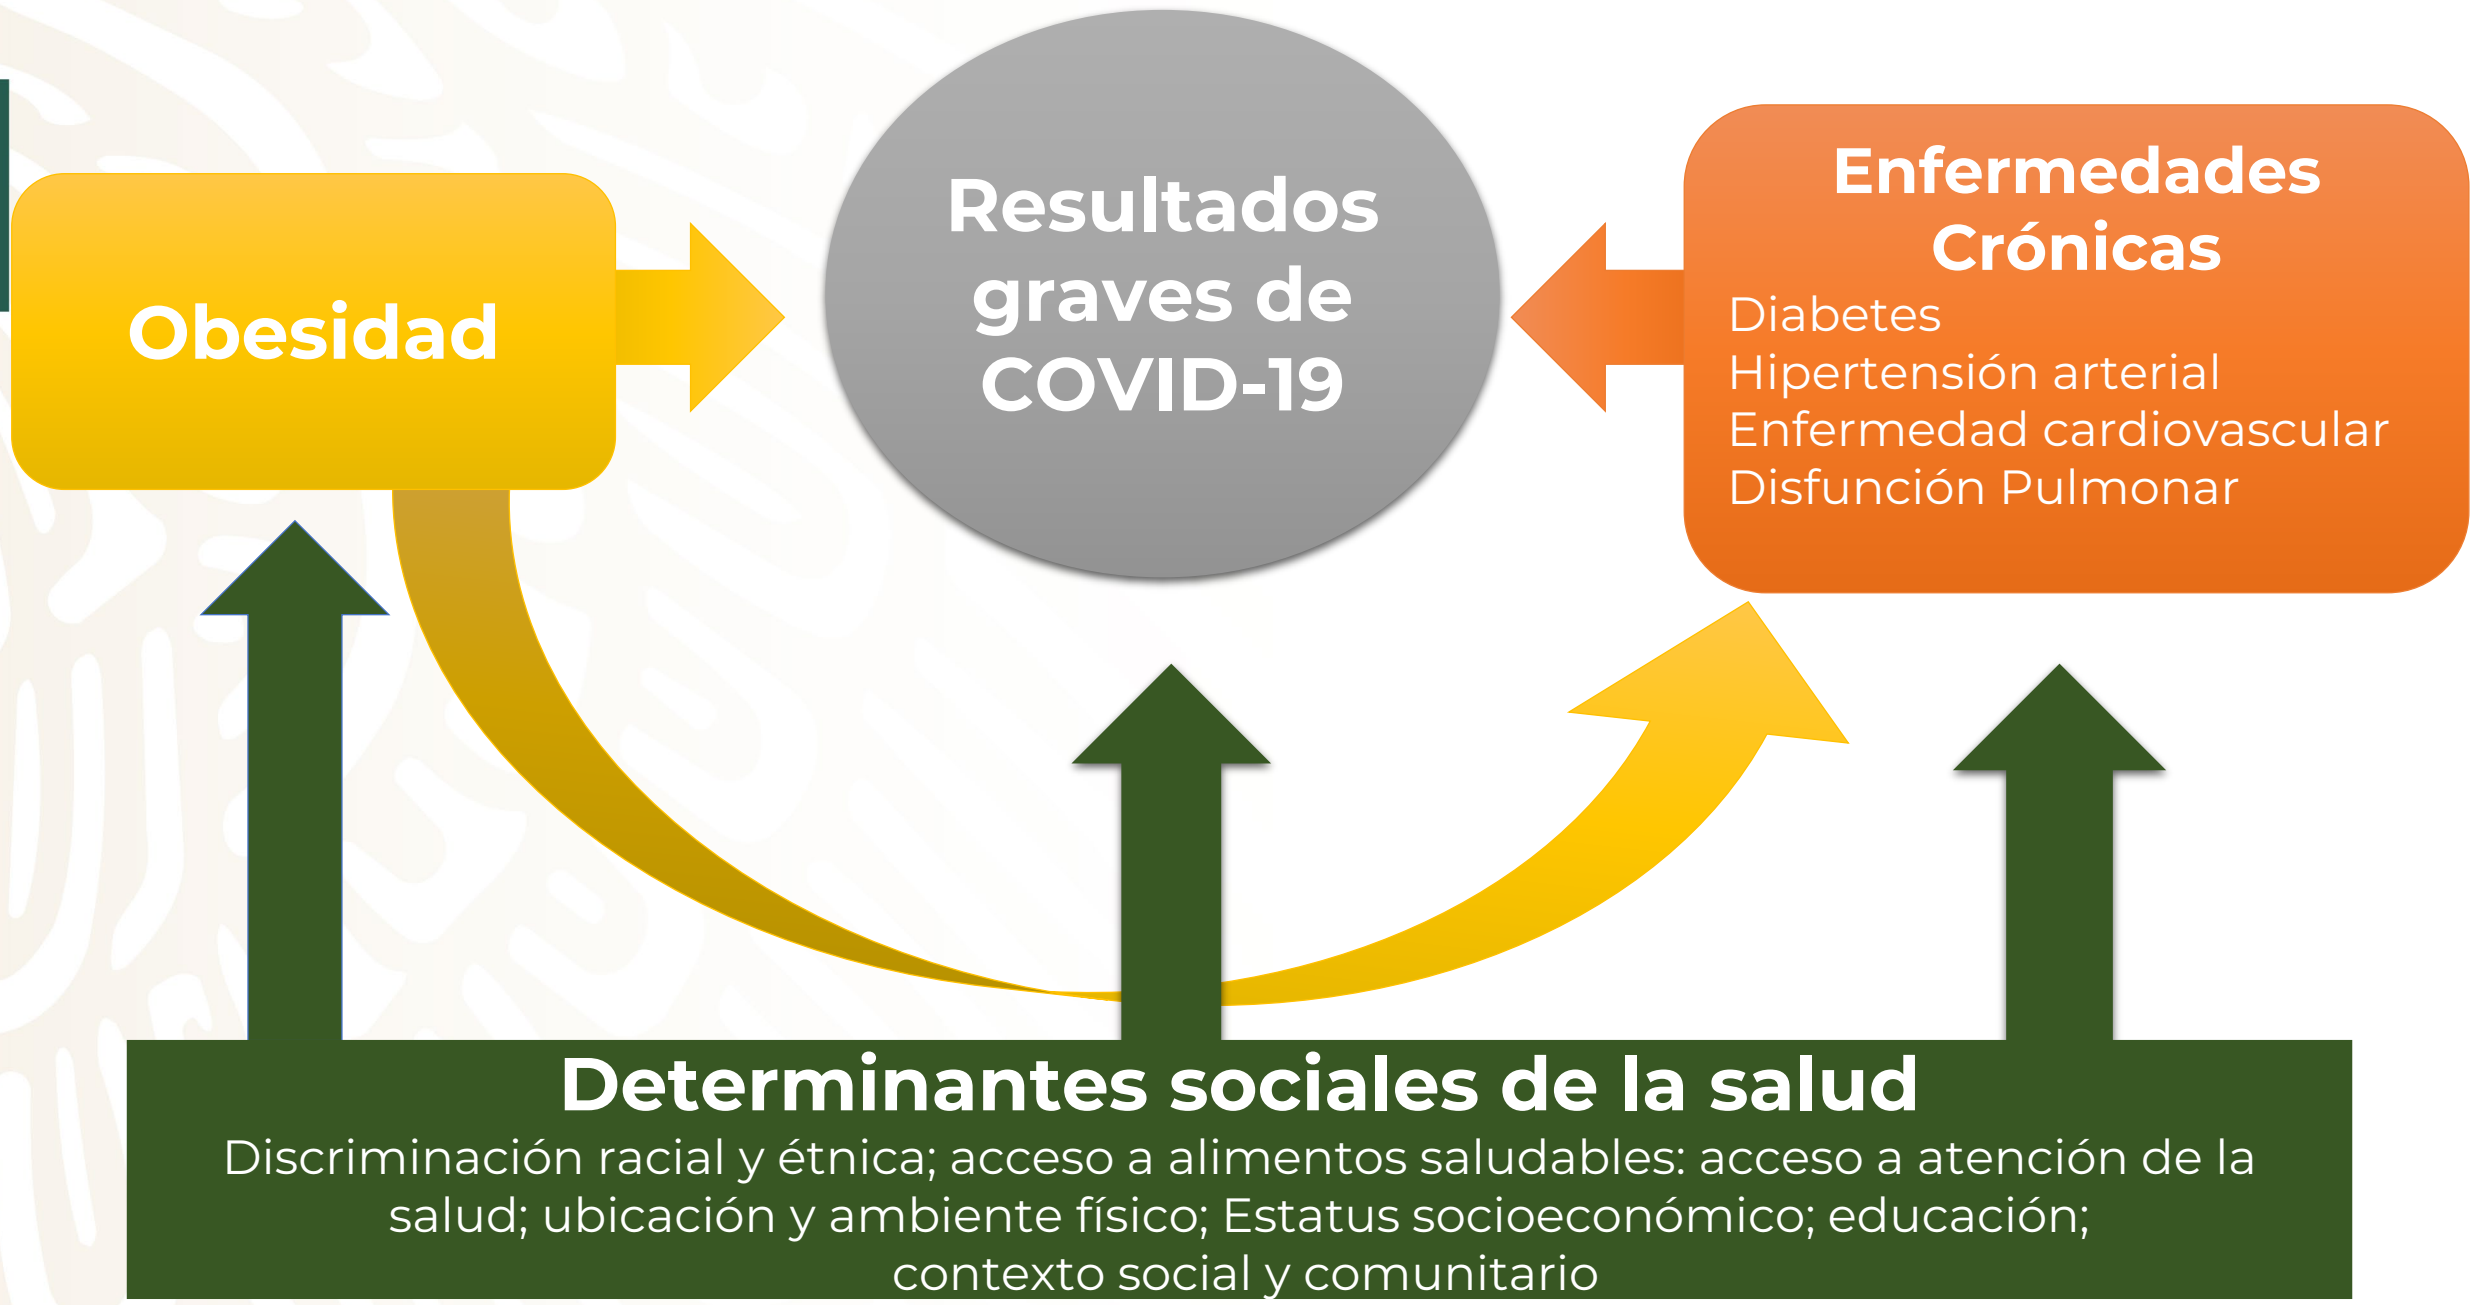 Obesidad
Resultados
graves de
COVID-19
Enfermedades
Crónicas
Diabetes
Hipertensión arterial
Enfermedad cardiovascular
Disfunción Pulmonar
Determinantes sociales de la salud
Discriminación racial y étnica; acceso a alimentos saludables: acceso a atención de la
salud; ubicación y ambiente físico; Estatus socioeconómico; educación;
contexto social y comunitario